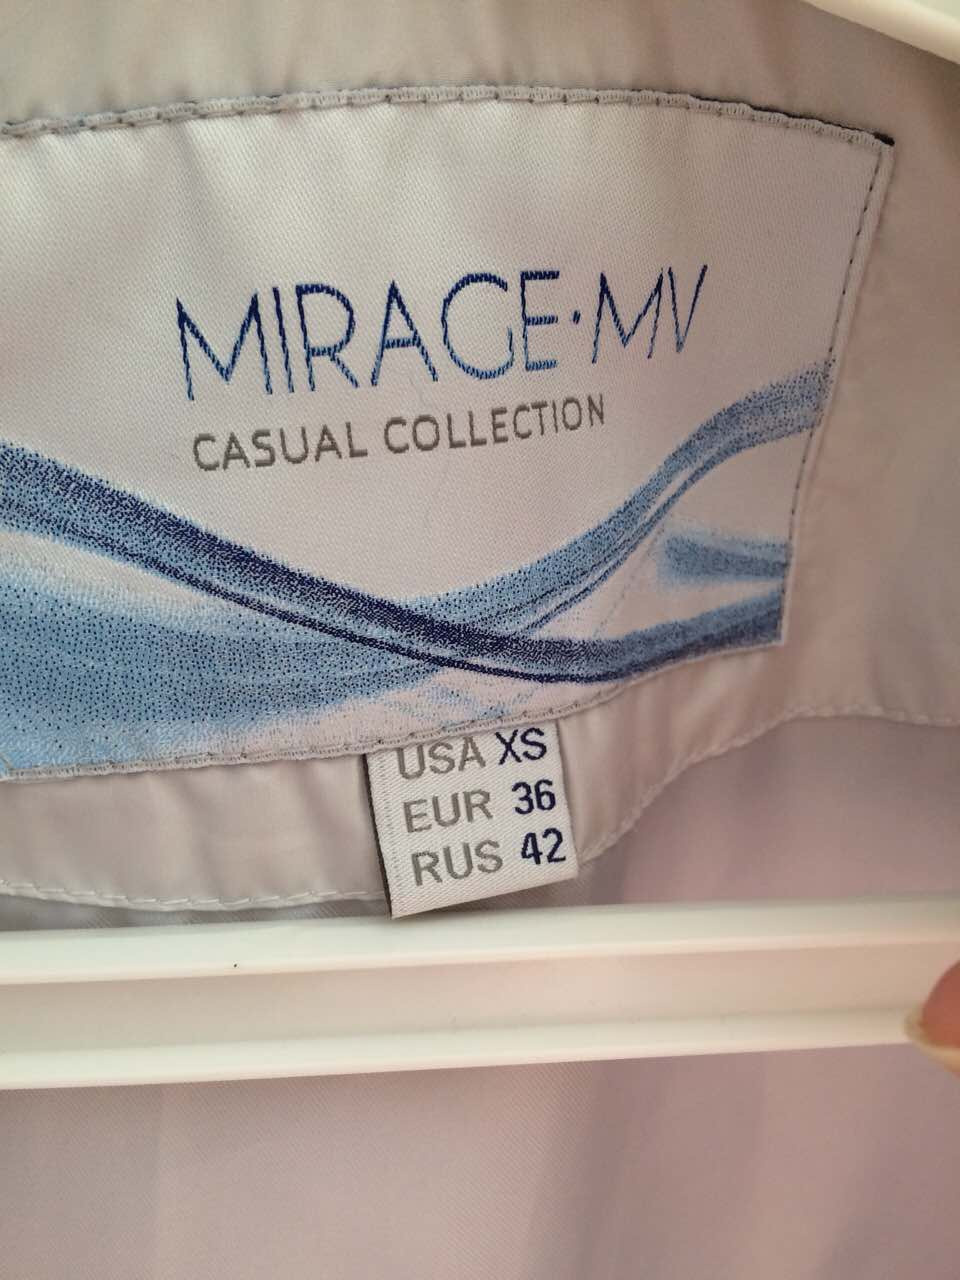 MIRAGE·MV
CASUAL COLLECTION
USA XS
EUR 36
RUS 42